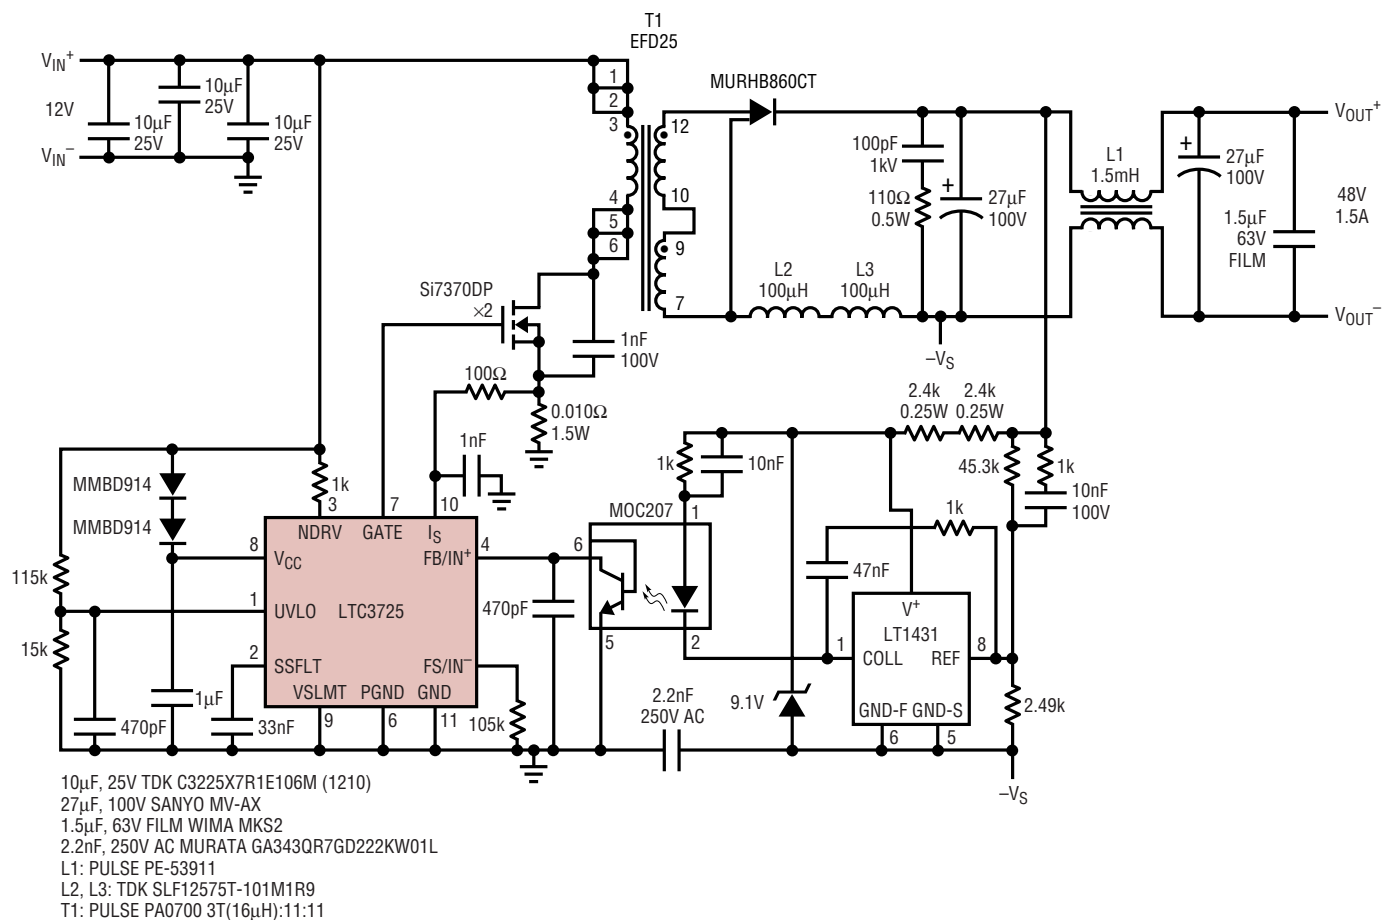 T1
EFD25
VIN+
12V
VIN−
10µF
25V
10µF
25V
10µF
25V
1
2
3
4
5
6
12
10
9
7
MURHB860CT
100pF
1kV
110Ω
0.5W
+
27µF
100V
L2
100µH
L3
100µH
−VS
L1
1.5mH
+
27µF
100V
1.5µF
63V
FILM
VOUT+
48V
1.5A
VOUT−
Si7370DP
×2
1nF
100V
100Ω
0.010Ω
1.5W
1nF
MMBD914
MMBD914
1k
115k
15k
470pF
1µF
33nF
3
7
10
NDRV
GATE
IS
8
VCC
FB/IN+
4
1
UVLO
LTC3725
2
SSFLT
FS/IN−
VSLMT
PGND
GND
9
6
11
105k
470pF
MOC207
6
5
1
2
1k
10nF
2.4k
0.25W
2.4k
0.25W
45.3k
1k
10nF
100V
1k
47nF
V+
LT1431
1
COLL
REF
8
GND-F
GND-S
6
5
2.2nF
250V AC
9.1V
2.49k
−VS
10µF, 25V TDK C3225X7R1E106M (1210)
27µF, 100V SANYO MV-AX
1.5µF, 63V FILM WIMA MKS2
2.2nF, 250V AC MURATA GA343QR7GD222KW01L
L1: PULSE PE-53911
L2, L3: TDK SLF12575T-101M1R9
T1: PULSE PA0700 3T(16µH):11:11